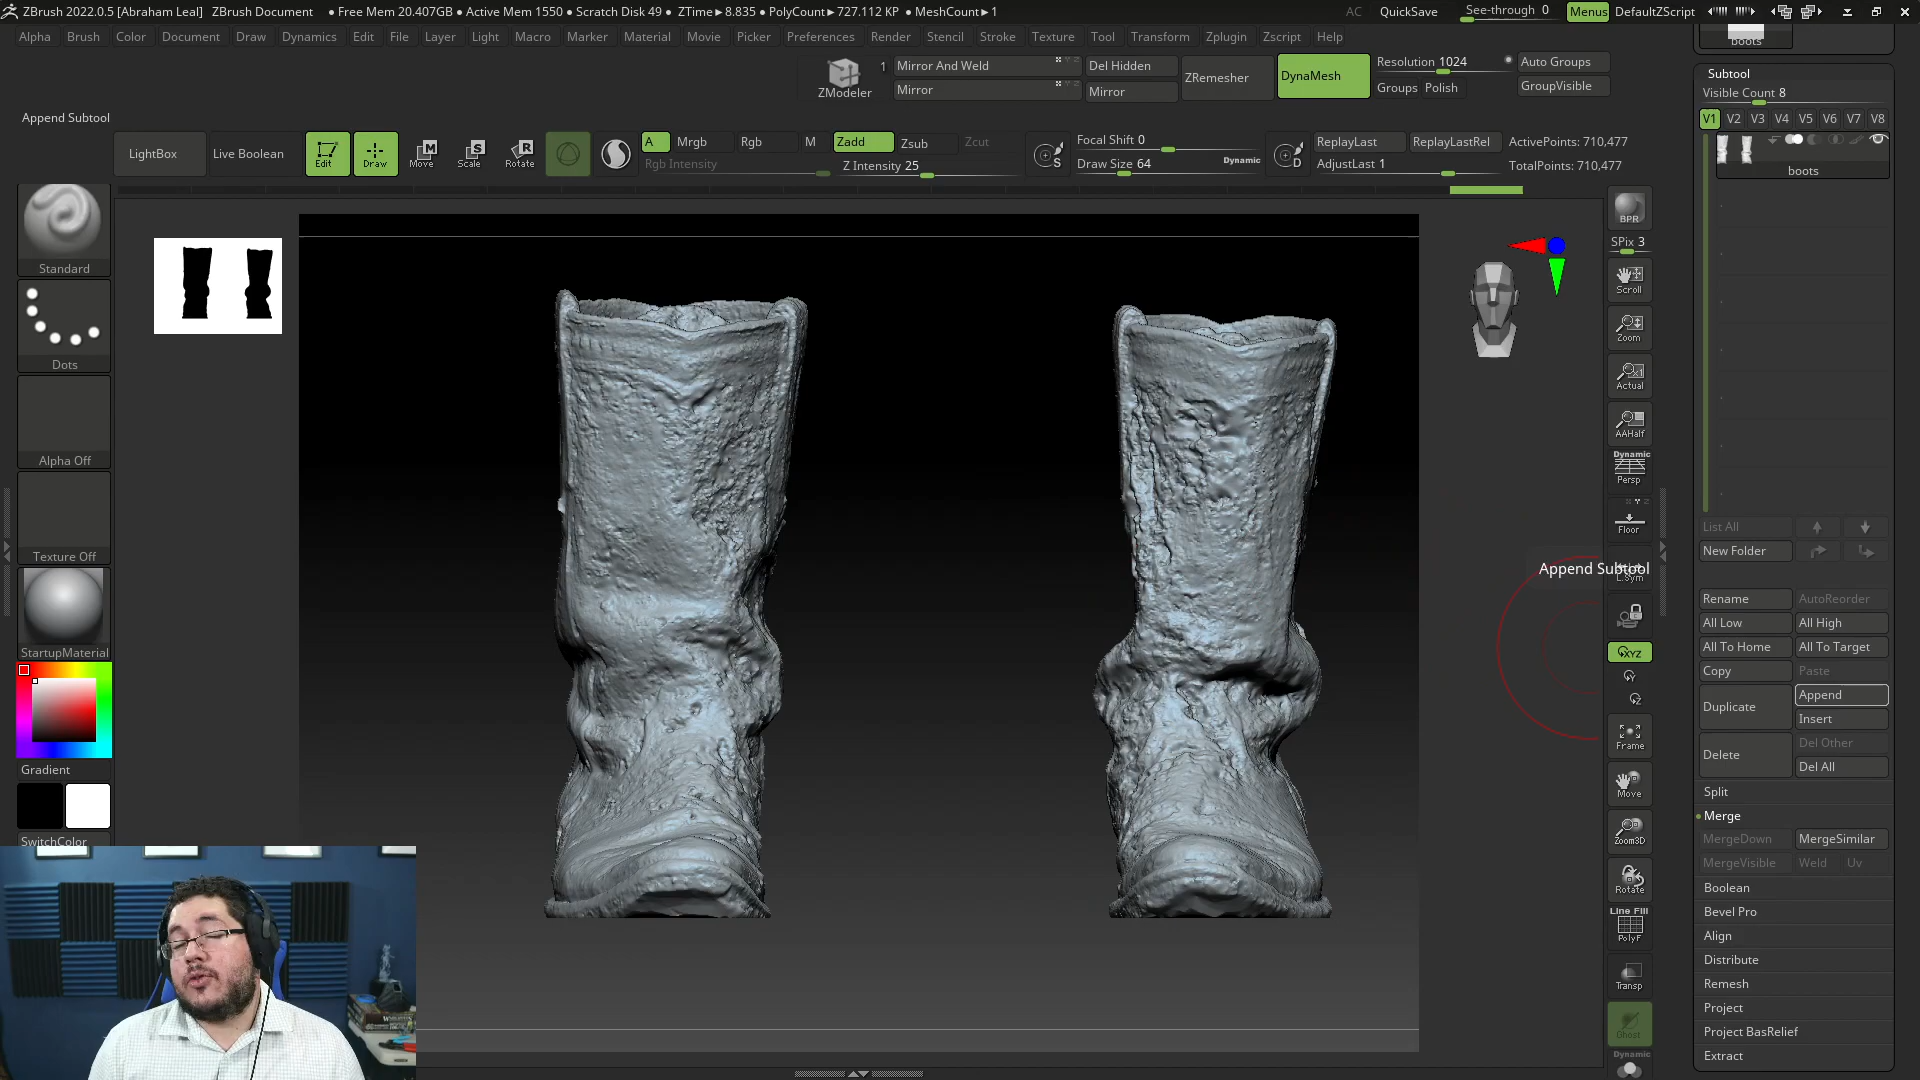 ZBrush 2022.0.5 [Abraham Leal] ZBrush Document • Free Mem 20.407GB • Active Mem 1550 • Scratch Disk 49 • ZTime▶8.835 • PolyCount▶727.112 KP • MeshCount▶1 AC QuickSave See-through 0 Menus DefaultZScript
Alpha Brush Color Document Draw Dynamics Edit File Layer Light Macro Marker Material Movie Picker Preferences Render Stencil Stroke Texture Tool Transform Zplugin Zscript Help
boots
ZModeler 1
Mirror And Weld
Mirror
Del Hidden
Mirror
ZRemesher
DynaMesh
Resolution 1024
Groups Polish
Auto Groups
GroupVisible
Append Subtool
LightBox
Live Boolean
Edit
Draw
Move
Scale
Rotate
A Mrgb Rgb M
Rgb Intensity
Zadd Zsub Zcut
Z Intensity 25
Focal Shift 0
Draw Size 64 Dynamic
ReplayLast ReplayLastRel
AdjustLast 1
ActivePoints: 710,477
TotalPoints: 710,477
Standard
Dots
Alpha Off
Texture Off
StartupMaterial
Gradient
SwitchColor
BPR
SPix 3
Scroll
Zoom
Actual
AAHalf
Dynamic
Persp
Floor
Append Subtool
L.Sym
XYZ
Frame
Move
Zoom3D
Rotate
Line Fill
PolyF
Transp
Ghost
Dynamic
Subtool
Visible Count 8
V1 V2 V3 V4 V5 V6 V7 V8
boots
List All
New Folder
Rename AutoReorder
All Low All High
All To Home All To Target
Copy Paste
Duplicate Append
Insert
Delete Del Other
Del All
Split
Merge
MergeDown MergeSimilar
MergeVisible Weld Uv
Boolean
Bevel Pro
Align
Distribute
Remesh
Project
Project BasRelief
Extract